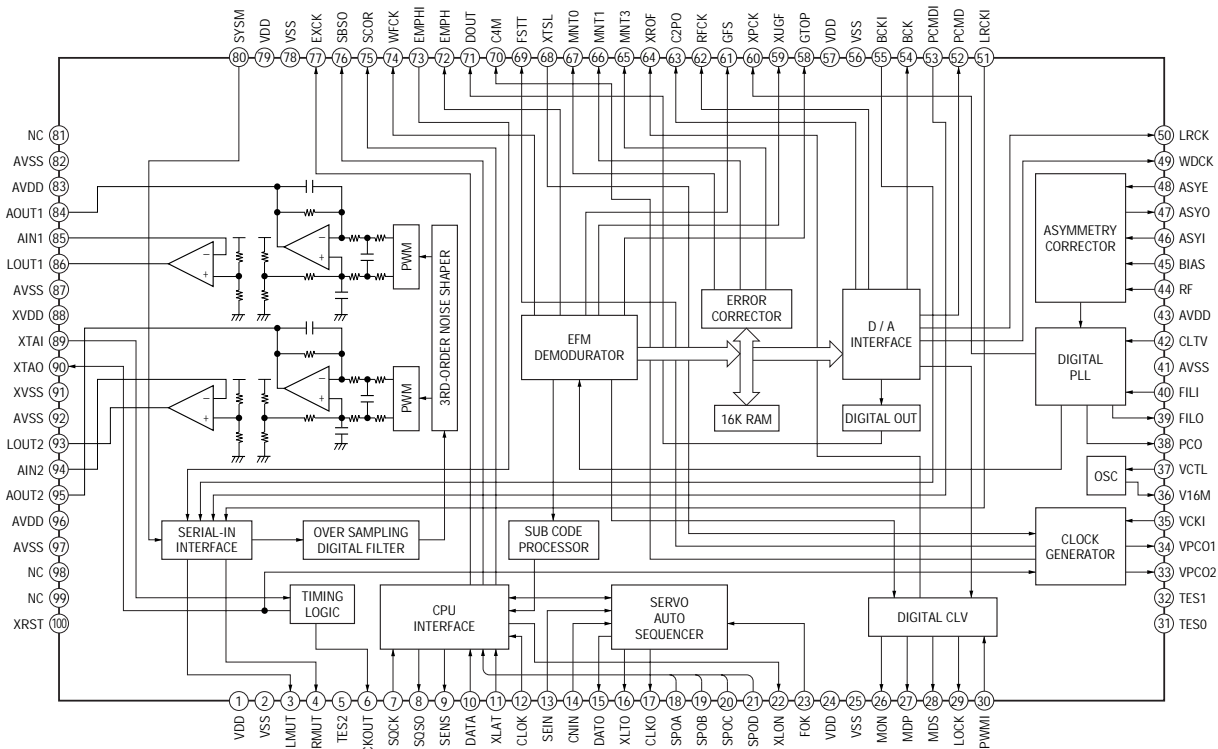 SYSM
VDD
VSS
EXCK
SBSO
SCOR
WFCK
EMPHI
EMPH
DOUT
C4M
FSTT
XTSL
MNT0
MNT1
MNT3
XROF
C2PO
RFCK
GFS
XPCK
XUGF
GTOP
VDD
VSS
BCKI
BCK
PCMDI
PCMD
LRCKI
80 79 78 77 76 75 74 73 72 71 70 69 68 67 66 65 64 63 62 61 60 59 58 57 56 55 54 53 52 51
NC 81
AVSS 82
AVDD 83
AOUT1 84
AIN1 85
LOUT1 86
AVSS 87
XVDD 88
XTAI 89
XTAO 90
XVSS 91
AVSS 92
LOUT2 93
AIN2 94
AOUT2 95
AVDD 96
AVSS 97
NC 98
NC 99
XRST 100
50 LRCK
49 WDCK
48 ASYE
47 ASYO
46 ASYI
45 BIAS
44 RF
43 AVDD
42 CLTV
41 AVSS
40 FILI
39 FILO
38 PCO
37 VCTL
36 V16M
35 VCKI
34 VPCO1
33 VPCO2
32 TES1
31 TES0
− +
− +
PWM
− +
− +
PWM
3RD-ORDER NOISE SHAPER
EFM
DEMODURATOR
ERROR
CORRECTOR
16K RAM
D / A
INTERFACE
DIGITAL OUT
ASYMMETRY
CORRECTOR
DIGITAL
PLL
OSC
CLOCK
GENERATOR
SERIAL-IN
INTERFACE
OVER SAMPLING
DIGITAL FILTER
SUB CODE
PROCESSOR
TIMING
LOGIC
CPU
INTERFACE
SERVO
AUTO
SEQUENCER
DIGITAL CLV
1 2 3 4 5 6 7 8 9 10 11 12 13 14 15 16 17 18 19 20 21 22 23 24 25 26 27 28 29 30
VDD
VSS
LMUT
RMUT
TES2
CKOUT
SQCK
SQSO
SENS
DATA
XLAT
CLOK
SEIN
CNIN
DATO
XLTO
CLKO
SPOA
SPOB
SPOC
SPOD
XLON
FOK
VDD
VSS
MON
MDP
MDS
LOCK
PWMI